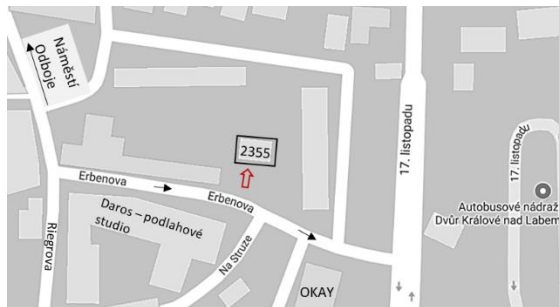 Náměstí
Odboje
2355
17. listopadu
17. listopadu
Erbenova
Erbenova
Autobusové nádraž
Dvůr Králové nad Labem
Daros – podlahové
studio
Riegrova
Na Struze
OKAY